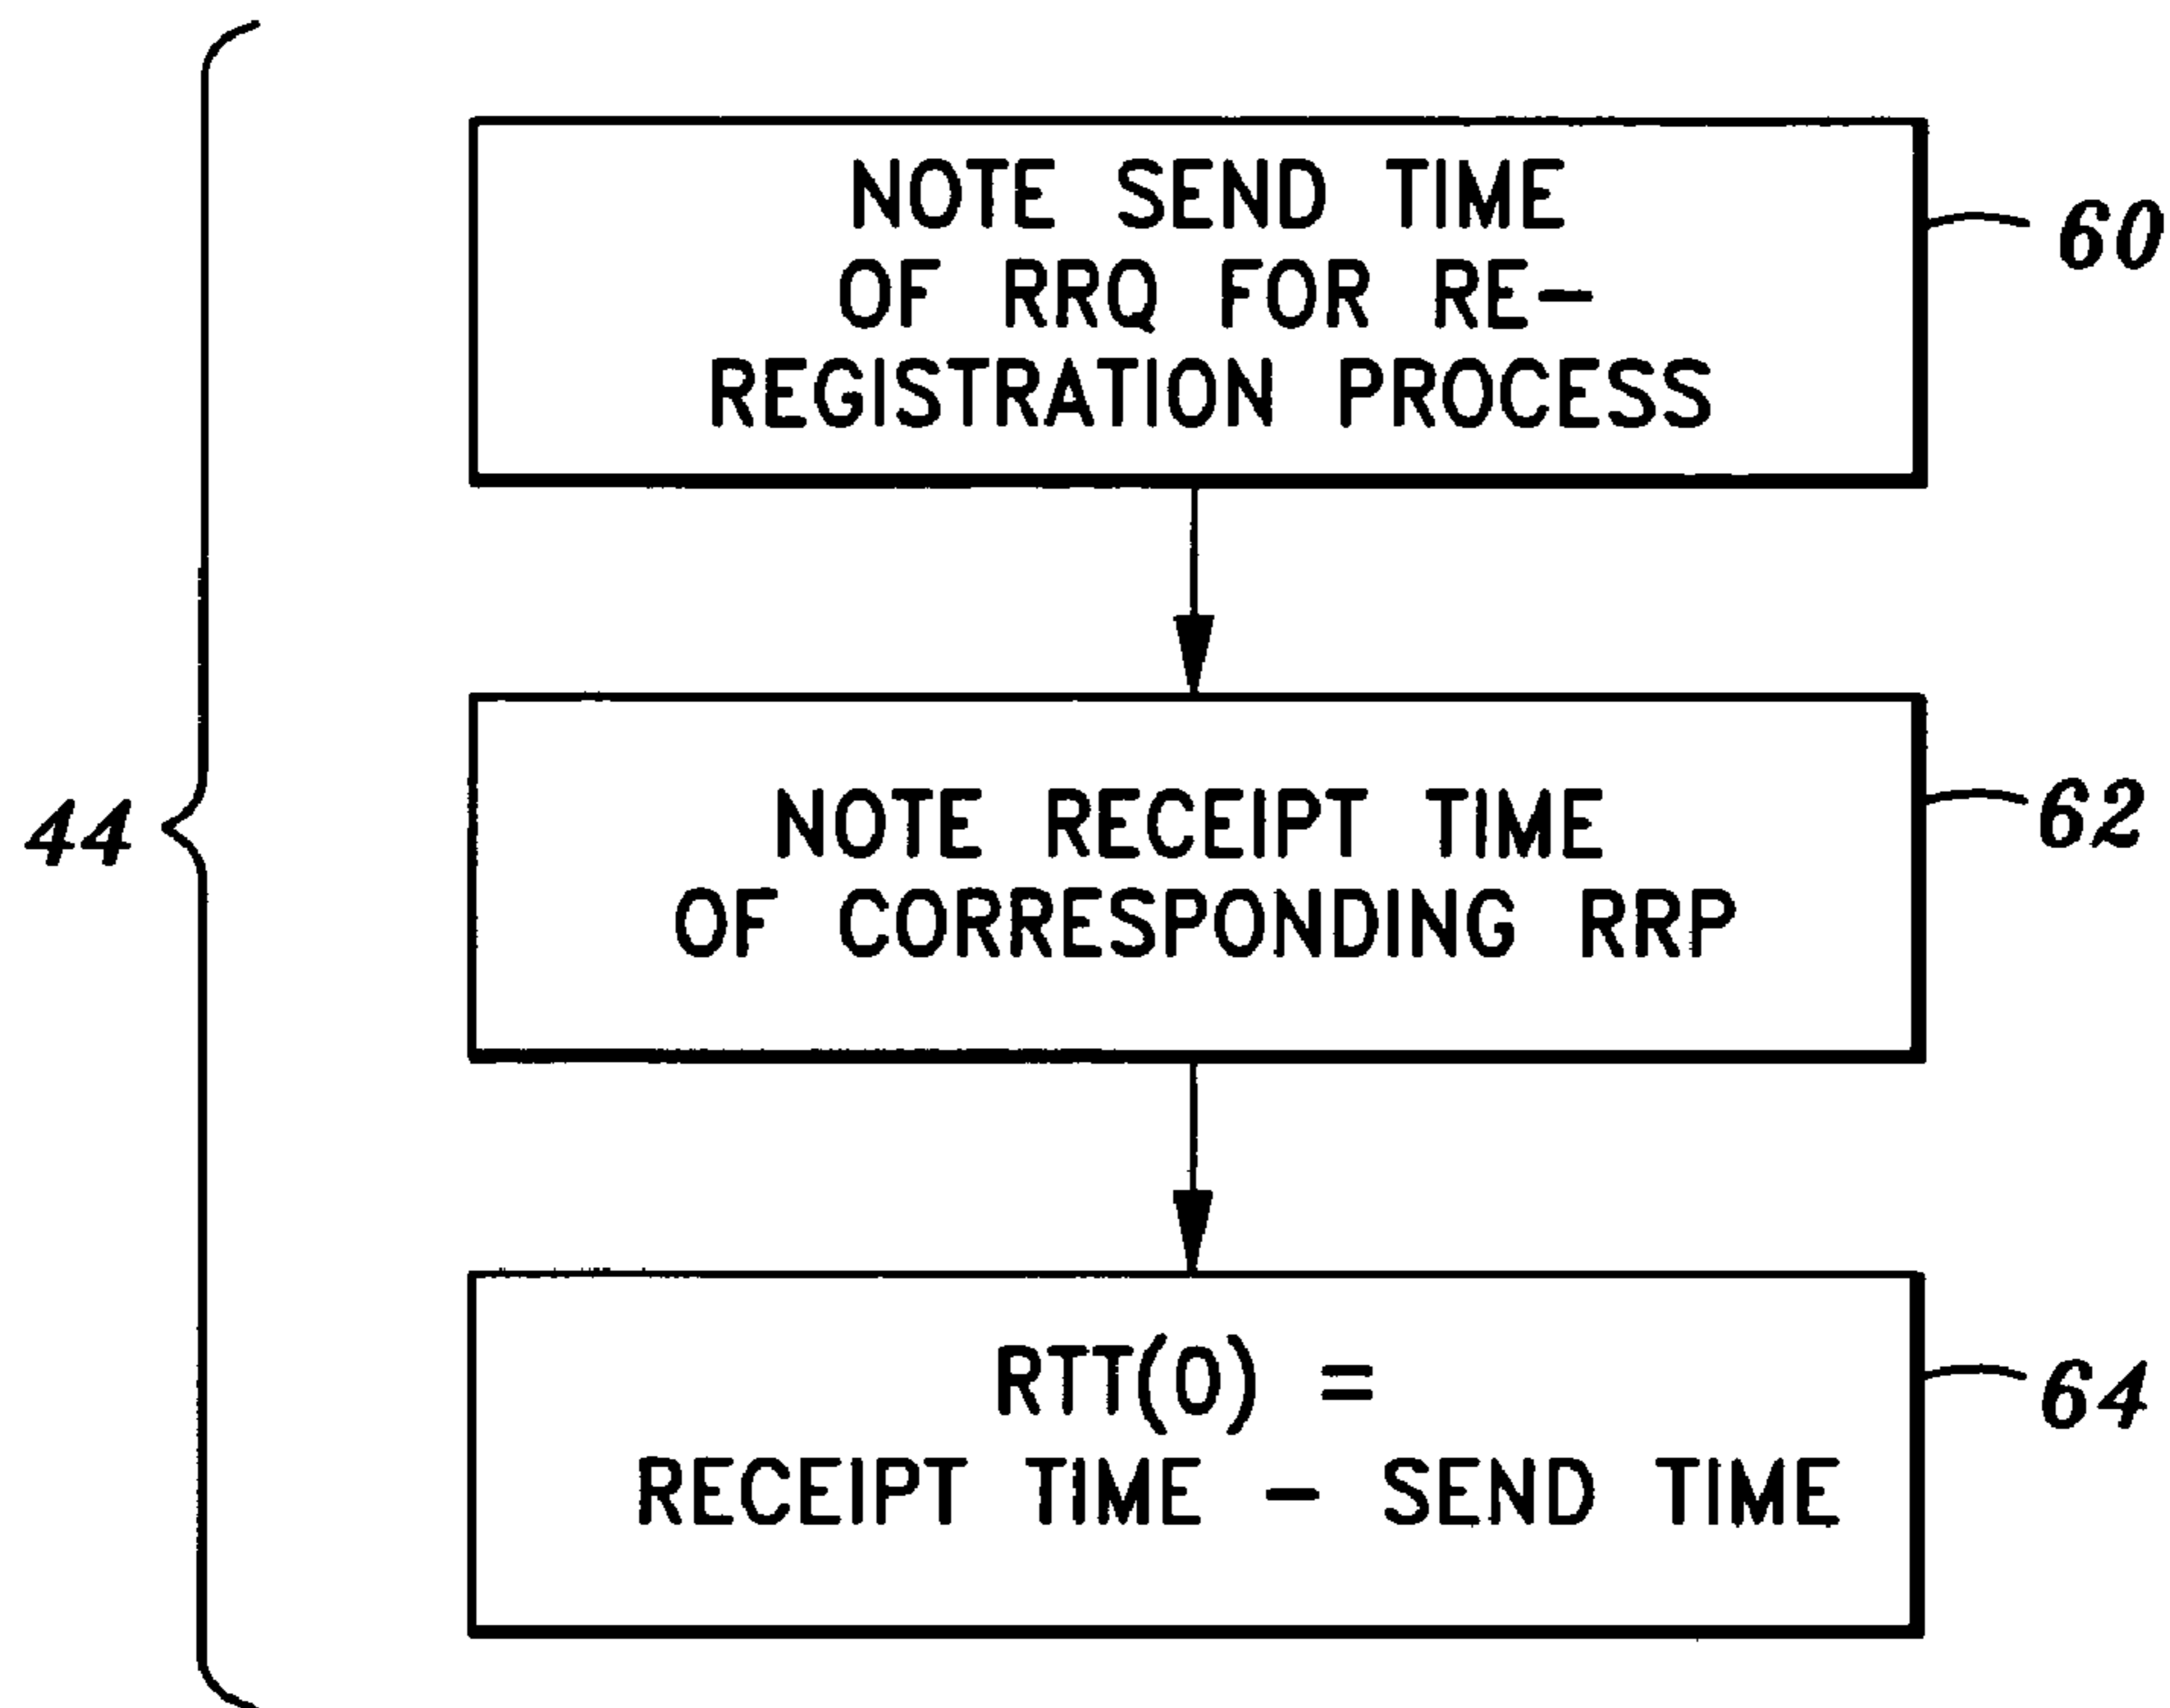 NOTE SEND TIME
OF RRQ FOR RE-
REGISTRATION PROCESS
60
NOTE RECEIPT TIME
OF CORRESPONDING RRP
62
44
RTT(0) =
RECEIPT TIME - SEND TIME
64